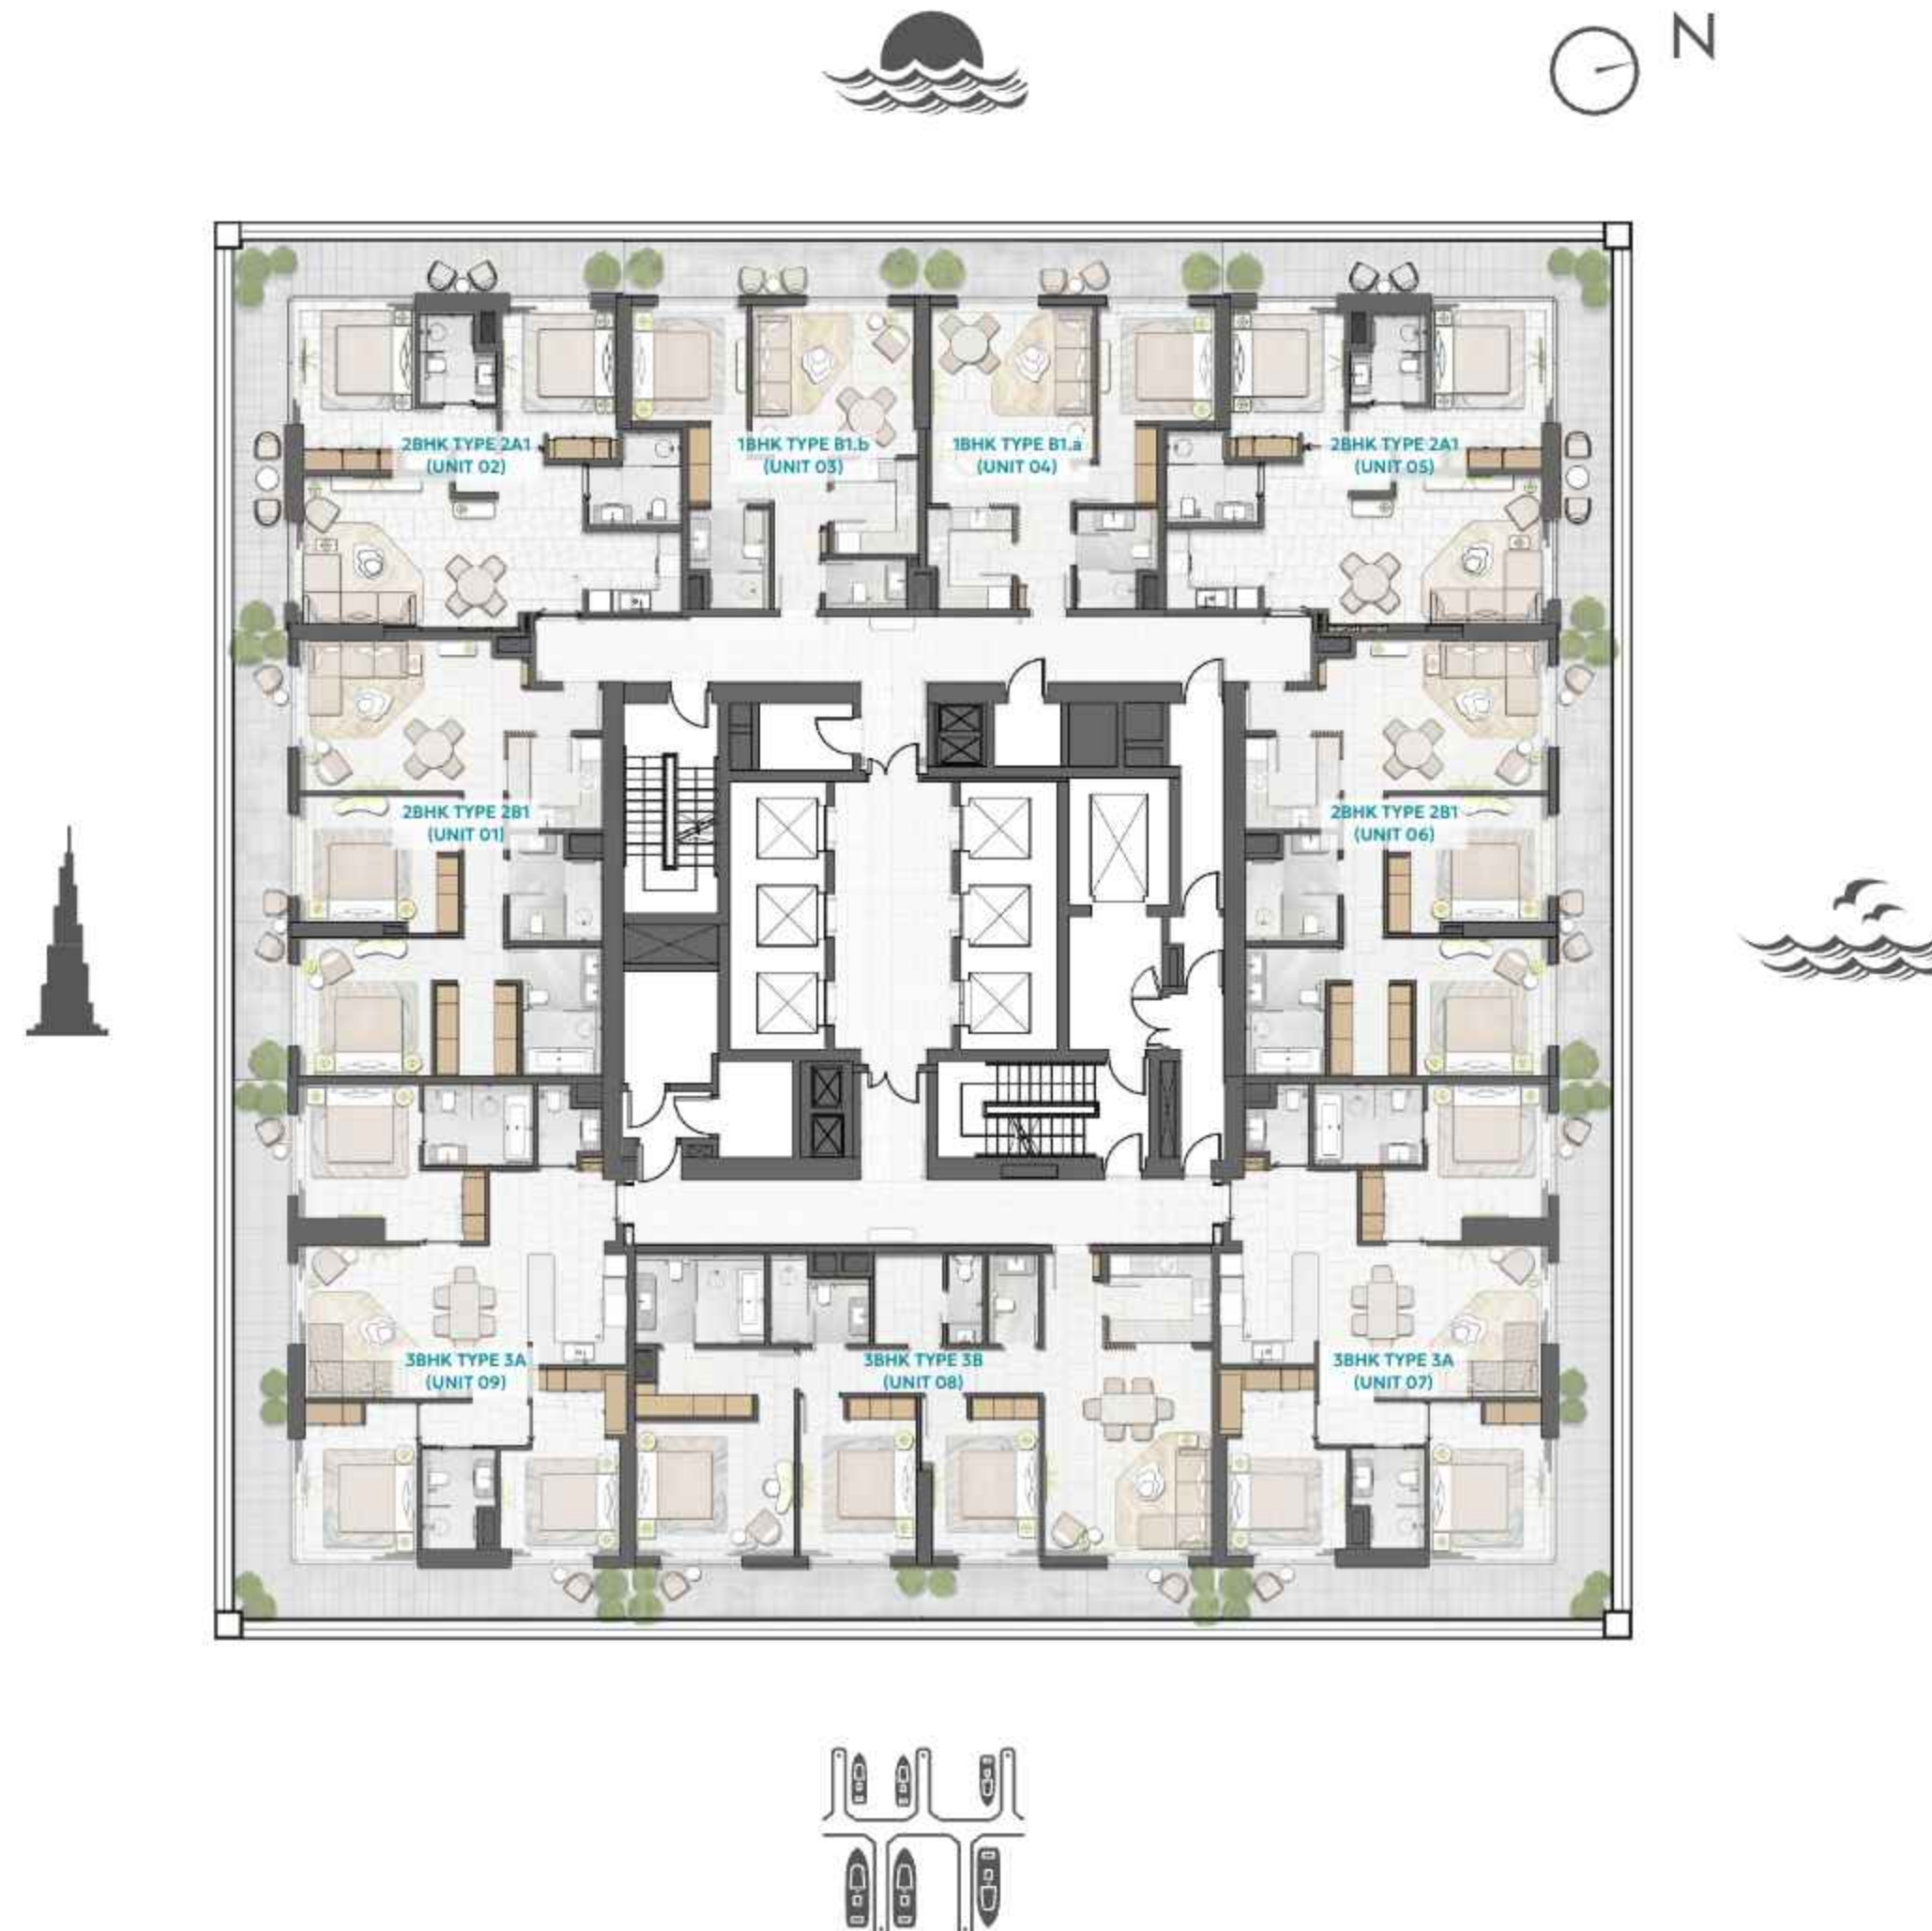 N
2BHK TYPE 2A1
(UNIT 02)
1BHK TYPE B1.b
(UNIT 03)
1BHK TYPE B1.a
(UNIT 04)
2BHK TYPE 2A1
(UNIT 05)
2BHK TYPE 2B1
(UNIT 01)
2BHK TYPE 2B1
(UNIT 06)
3BHK TYPE 3A
(UNIT 09)
3BHK TYPE 3B
(UNIT 08)
3BHK TYPE 3A
(UNIT 07)